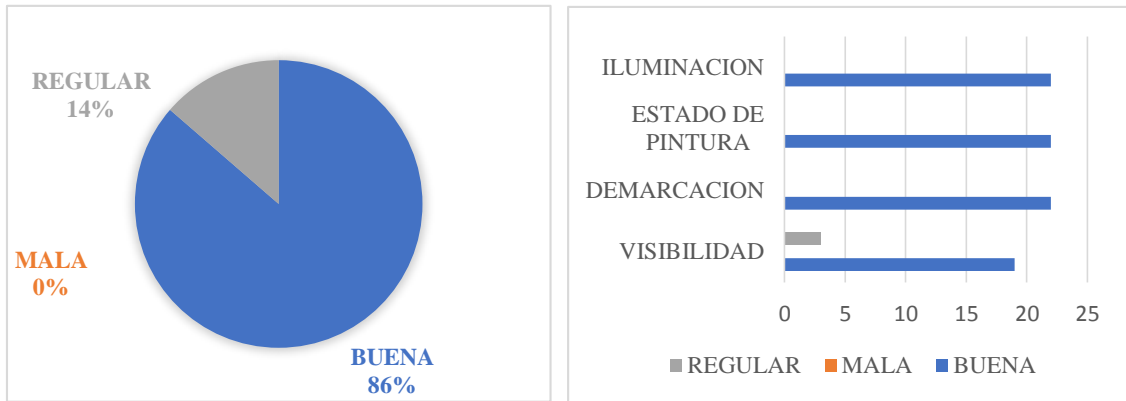 REGULAR
14%
MALA
0%
BUENA
86%
ILUMINACION
ESTADO DE
PINTURA
DEMARCACION
VISIBILIDAD
0 5 10 15 20 25
REGULAR MALA BUENA